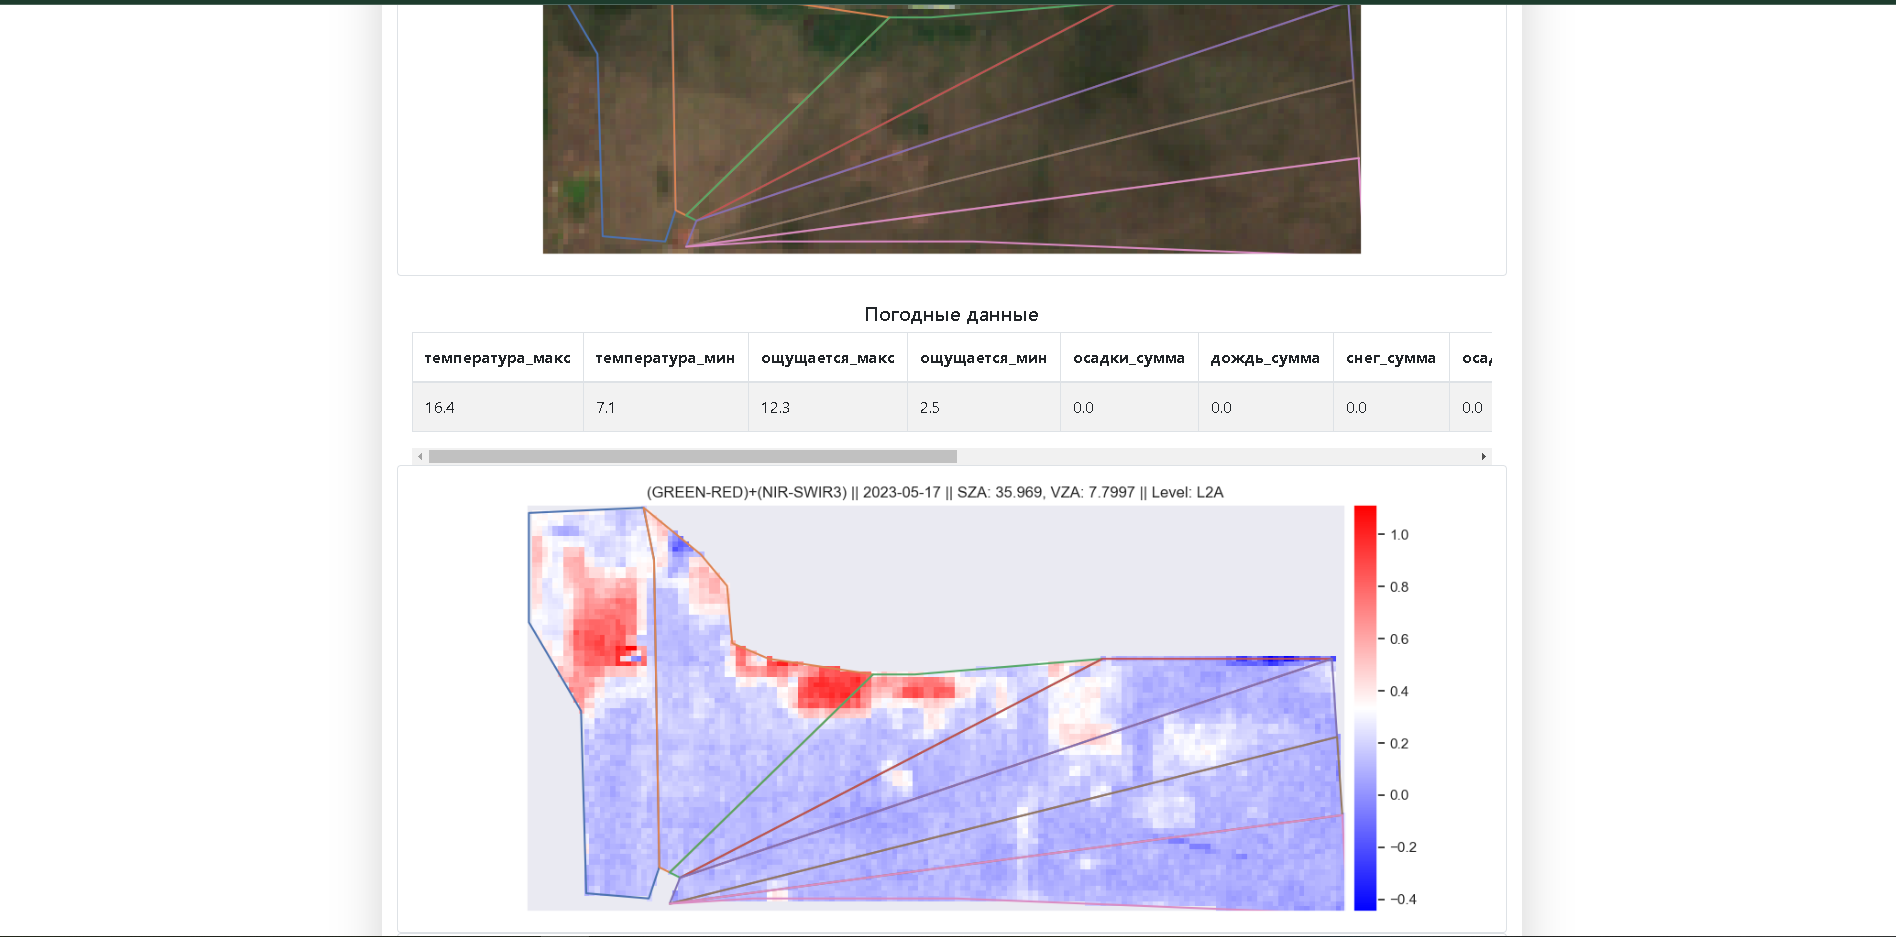 Погодные данные
температура_макс температура_мин ощущается_макс ощущается_мин осадки_сумма дождь_сумма снег_сумма
16.4 7.1 12.3 2.5 0.0 0.0 0.0 0.0
(GREEN-RED)+(NIR-SWIR3) || 2023-05-17 || SZA: 35.969, VZA: 7.7997 || Level: L2A
1.0
0.8
0.6
0.4
0.2
0.0
−0.2
−0.4